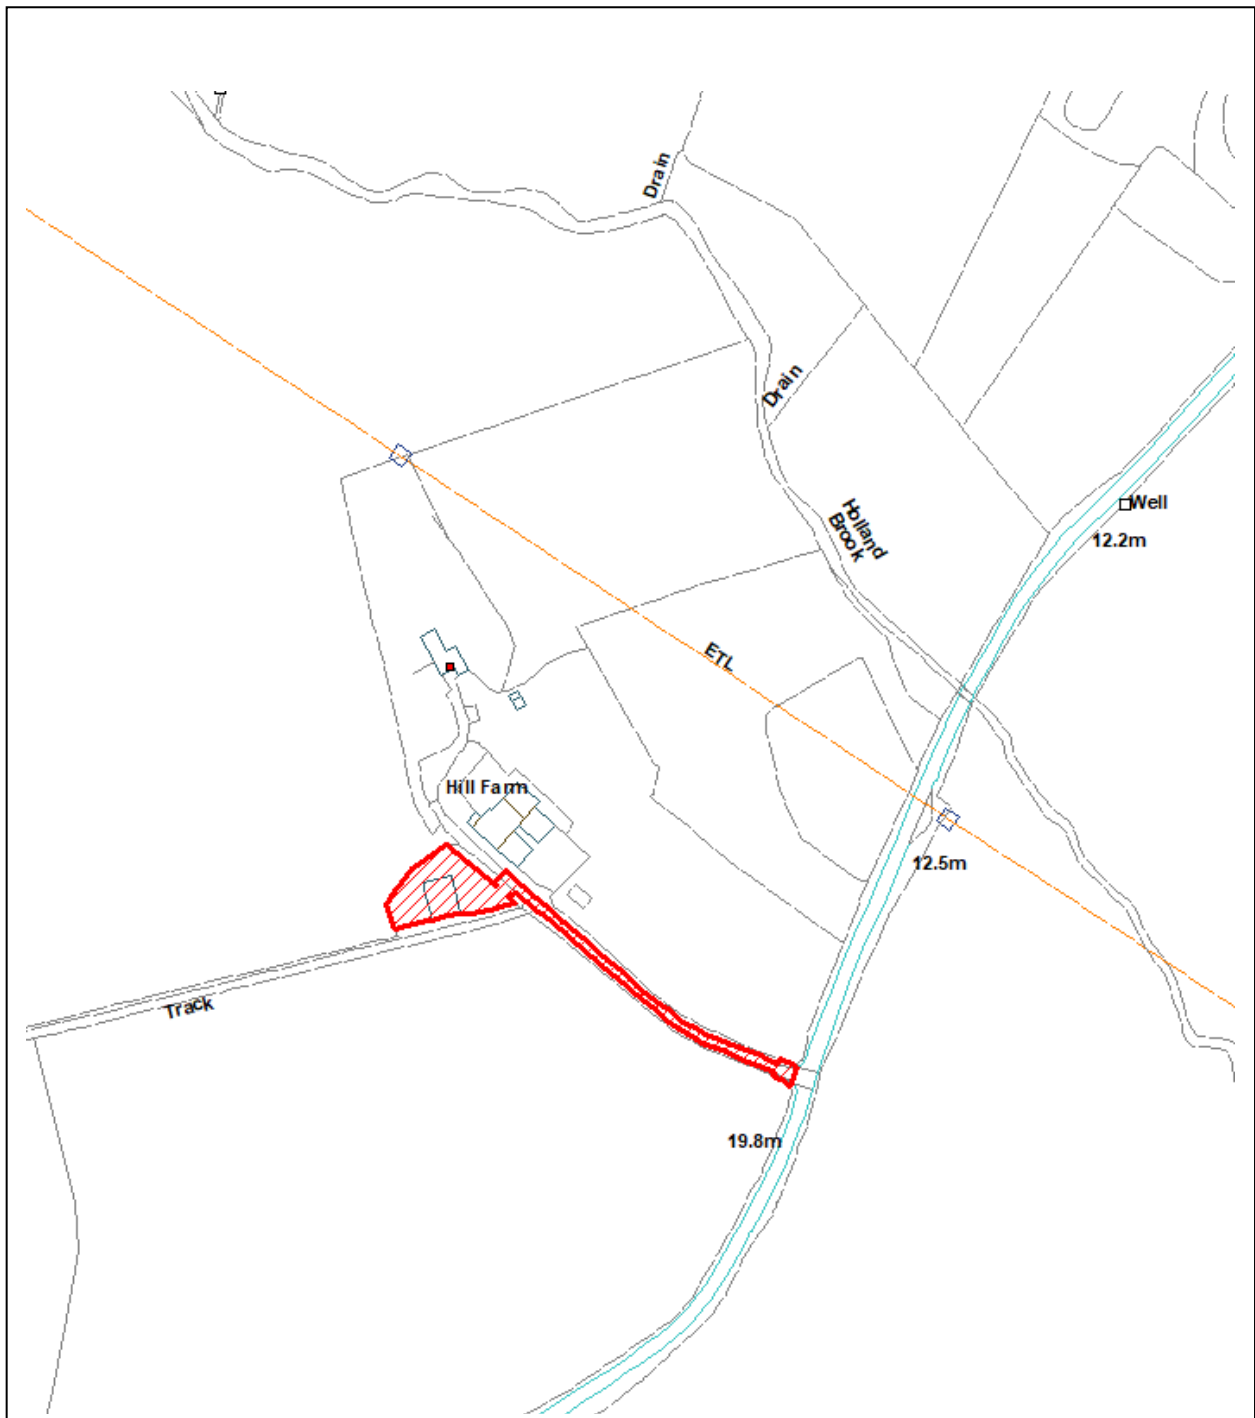 Drain
Drain
Well
Holland
Brook
12.2m
ETL
Hill Farm
12.5m
Track
19.8m